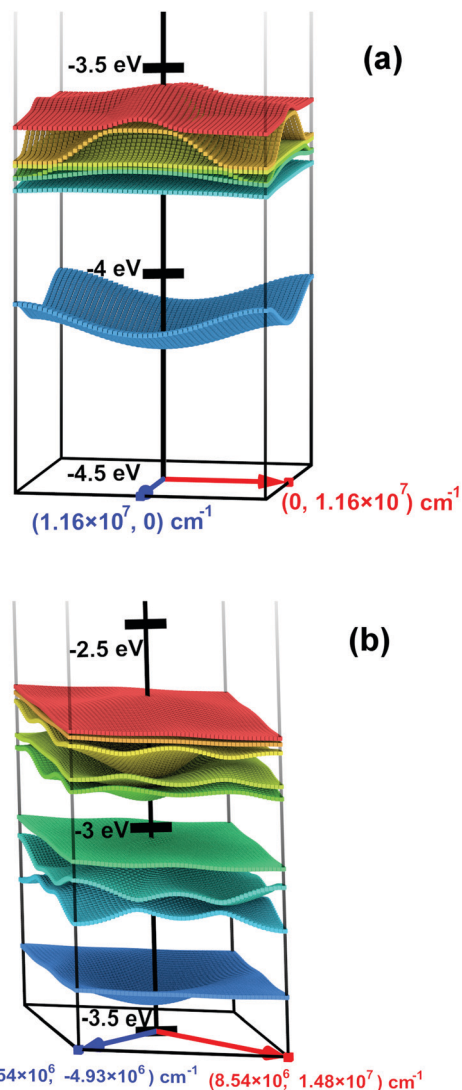 -3.5 eV
(a)
-4 eV
-4.5 eV
(0, 1.16×10⁷) cm⁻¹
(1.16×10⁷, 0) cm⁻¹
-2.5 eV
(b)
-3 eV
-3.5 eV
54×10⁶, -4.93×10⁶) cm⁻¹
(8.54×10⁶, 1.48×10⁷) cm⁻¹